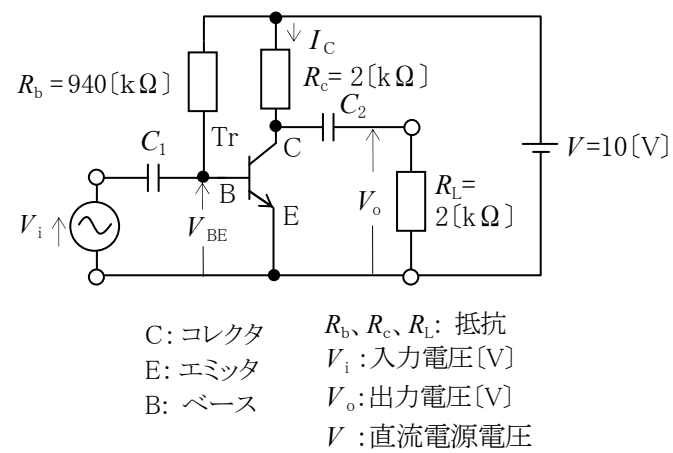 I_C
R_b = 940〔kΩ〕
R_c = 2〔kΩ〕
C_2
Tr
C_1
C
B
E
V=10〔V〕
R_L=
2〔kΩ〕
V_i
V_BE
V_o
C: コレクタ
E: エミッタ
B: ベース
R_b、R_c、R_L: 抵抗
V_i :入力電圧〔V〕
V_o:出力電圧〔V〕
V :直流電源電圧